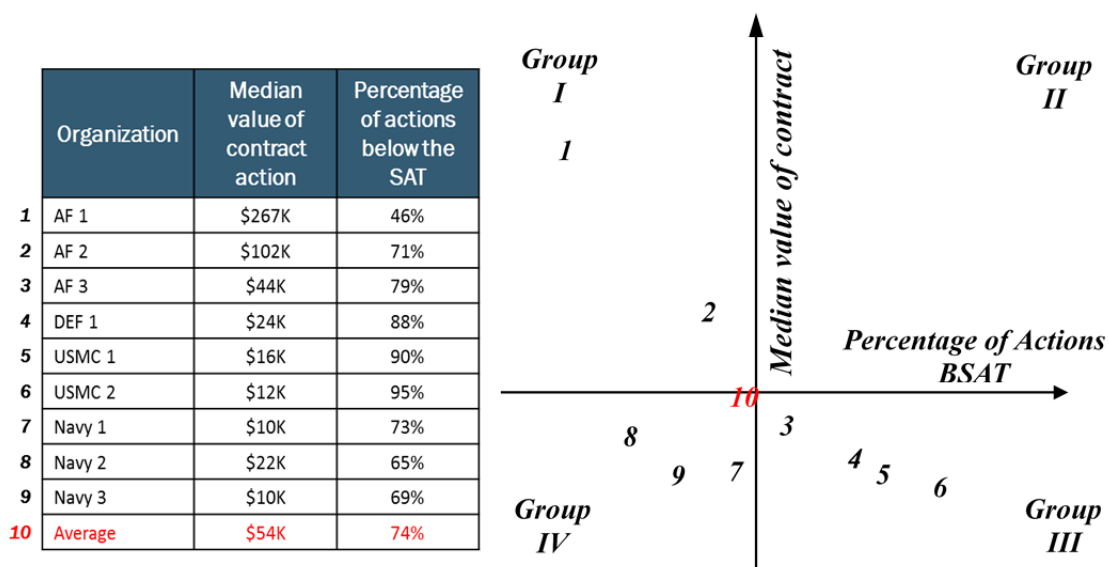 Organization
Median
value of
contract
action
Percentage
of actions
below the
SAT
1 AF 1 $267K 46%
2 AF 2 $102K 71%
3 AF 3 $44K 79%
4 DEF 1 $24K 88%
5 USMC 1 $16K 90%
6 USMC 2 $12K 95%
7 Navy 1 $10K 73%
8 Navy 2 $22K 65%
9 Navy 3 $10K 69%
10 Average $54K 74%
Group
I
Group
II
Median value of contract
1
2
Percentage of Actions
BSAT
10
3
8
9
7
4
5
6
Group
IV
Group
III